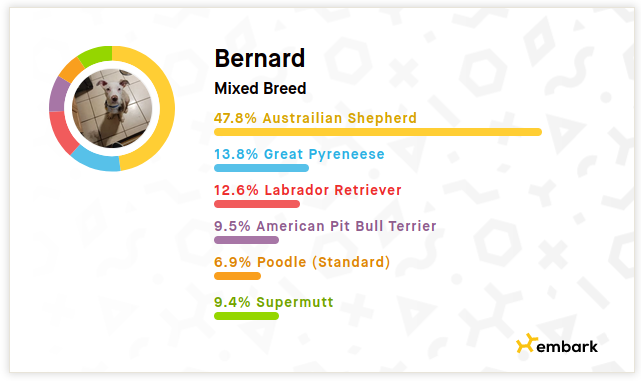 Bernard
Mixed Breed
47.8% Austrailian Shepherd
13.8% Great Pyreneese
12.6% Labrador Retriever
9.5% American Pit Bull Terrier
6.9% Poodle (Standard)
9.4% Supermutt
embark